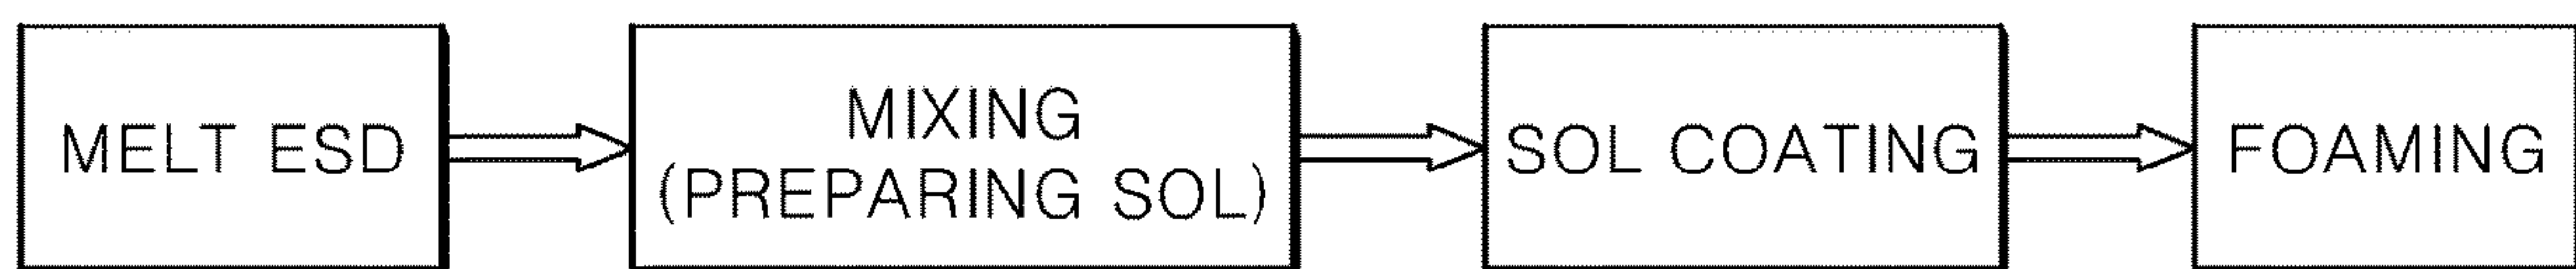 MELT ESD
MIXING
(PREPARING SOL)
SOL COATING
FOAMING